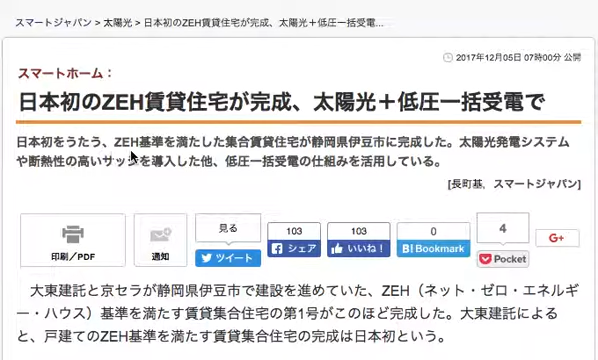 スマートジャパン > 太陽光 > 日本初のZEH賃貸住宅が完成、太陽光＋低圧一括受電...
2017年12月05日 07時00分 公開
スマートホーム：
日本初のZEH賃貸住宅が完成、太陽光＋低圧一括受電で
日本初をうたう、ZEH基準を満たした集合賃貸住宅が静岡県伊豆市に完成した。太陽光発電システム
や断熱性の高いサッシを導入した他、低圧一括受電の仕組みを活用している。
[長町基，スマートジャパン]
印刷／PDF
通知
見る
ツイート
103
シェア
103
いいね！
0
B!Bookmark
4
Pocket
G+
大東建託と京セラが静岡県伊豆市で建設を進めていた、ZEH（ネット・ゼロ・エネルギ
ー・ハウス）基準を満たす賃貸集合住宅の第1号がこのほど完成した。大東建託による
と、戸建てのZEH基準を満たす賃貸集合住宅の完成は日本初という。